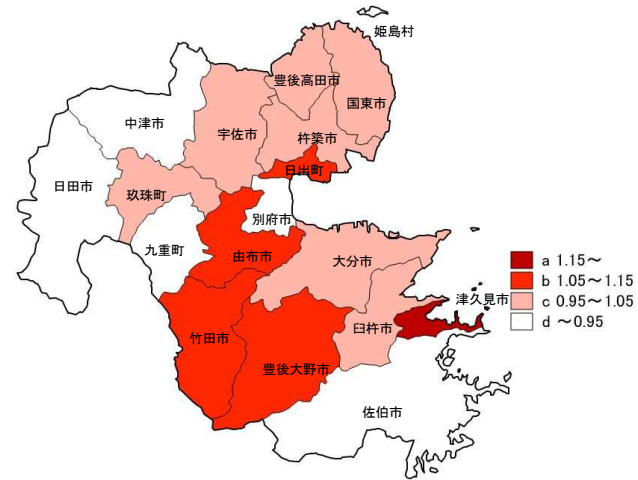 姫島村
豊後高田市
国東市
中津市
宇佐市
杵築市
日出町
日田市
玖珠町
別府市
九重町
由布市
大分市
a 1.15～
b 1.05～1.15
c 0.95～1.05
d ～0.95
津久見市
臼杵市
竹田市
豊後大野市
佐伯市